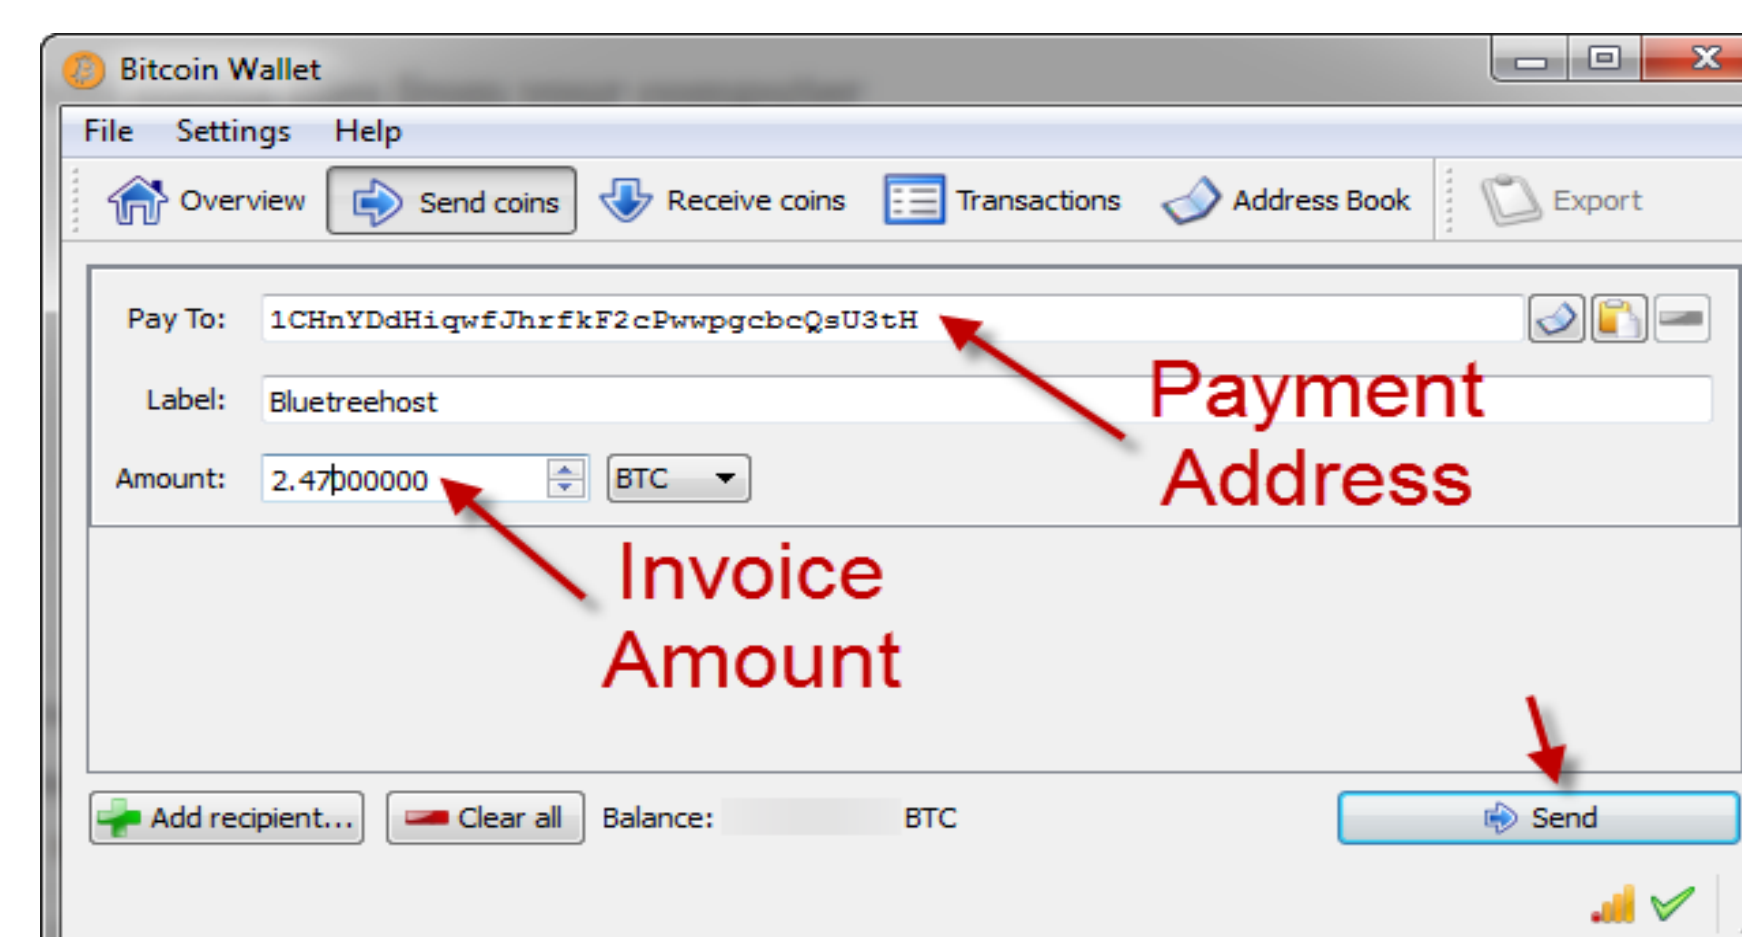 Bitcoin Wallet
File Settings Help
Overview Send coins Receive coins Transactions Address Book Export
Pay To: 1CHnYDdHiqwfJhrfkF2cPwwpgcbcQsU3tH
Label: Bluetreehost
Amount: 2.47000000 BTC
Payment
Address
Invoice
Amount
Add recipient... Clear all Balance: BTC Send